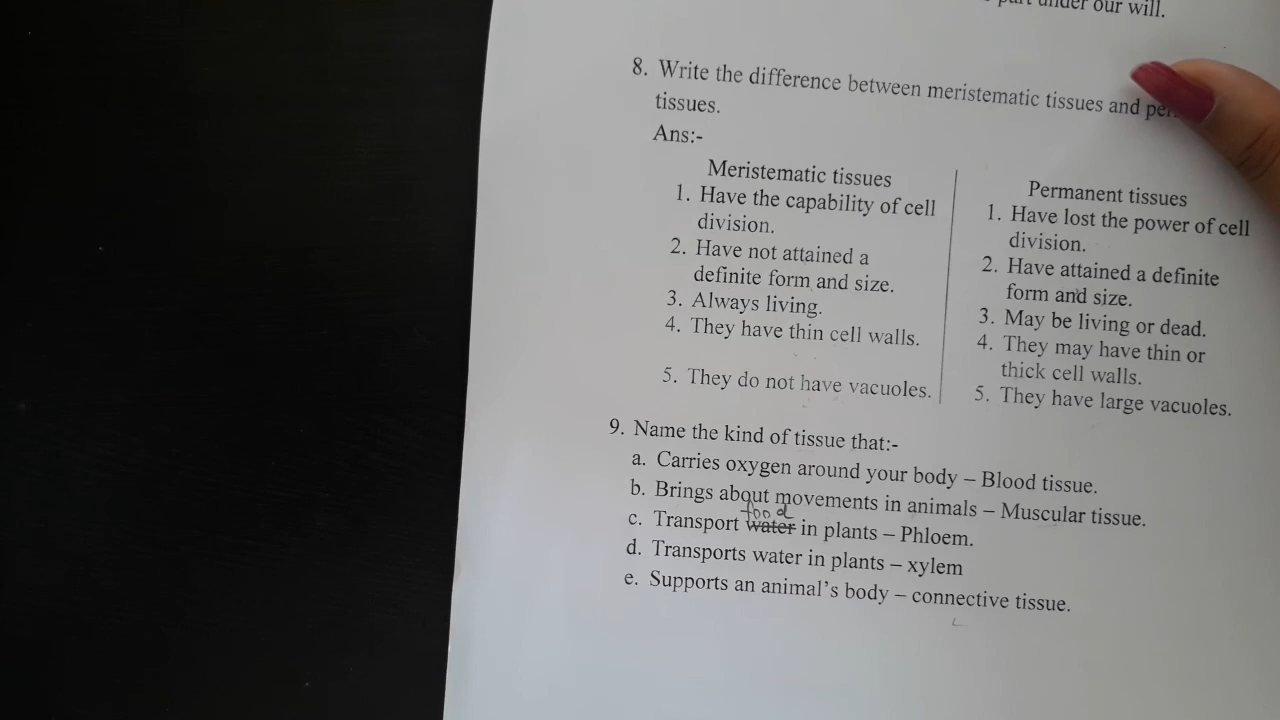 part under our will.
8. Write the difference between meristematic tissues and
tissues.
Ans:-
Meristematic tissues
1. Have the capability of cell
division.
2. Have not attained a
definite form and size.
3. Always living.
4. They have thin cell walls.
5. They do not have vacuoles.
Permanent tissues
1. Have lost the power of cell
division.
2. Have attained a definite
form and size.
3. May be living or dead.
4. They may have thin or
thick cell walls.
5. They have large vacuoles.
9. Name the kind of tissue that:-
a. Carries oxygen around your body – Blood tissue.
b. Brings about movements in animals – Muscular tissue.
food
c. Transport water in plants – Phloem.
d. Transports water in plants – xylem
e. Supports an animal's body – connective tissue.